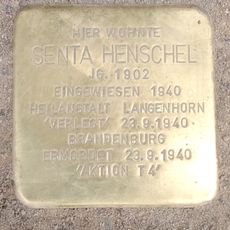 HIER WOHNTE
SENTA HENSCHEL
JG. 1902
EINGEWIESEN 1940
HEILANSTALT LANGENHORN
'VERLEGT' 23.9.1940
BRANDENBURG
ERMORDET 23.9.1940
'AKTION T4'